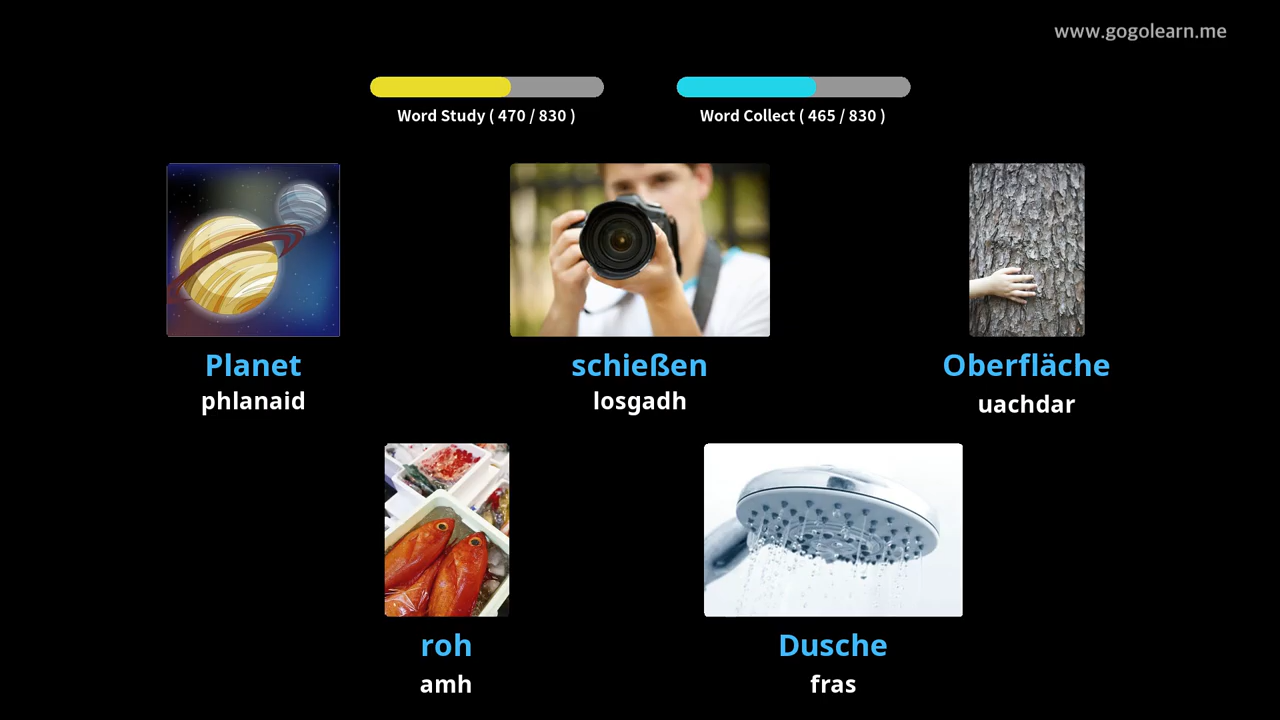 www.gogolearn.me
Word Study ( 470 / 830 )
Word Collect ( 465 / 830 )
Planet
phlanaid
schießen
losgadh
Oberfläche
uachdar
roh
amh
Dusche
fras